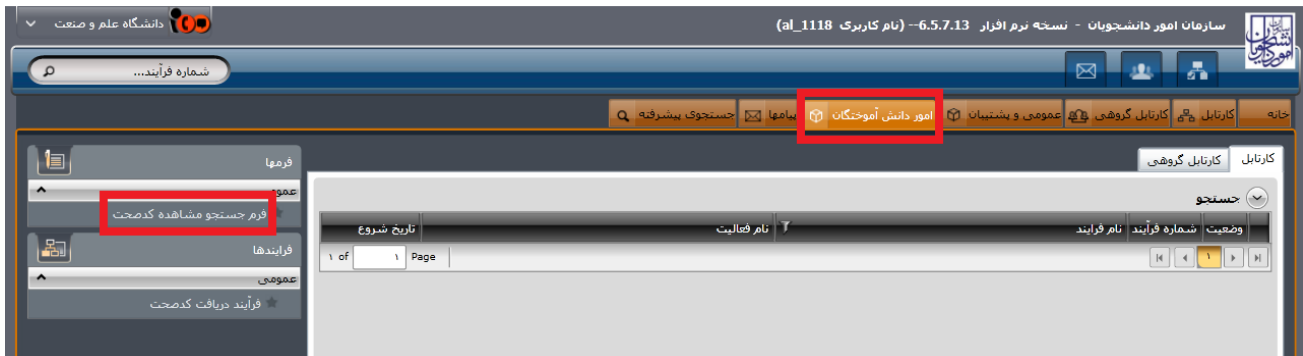 سازمان امور دانشجویان - نسخه نرم افزار 6.5.7.13-- (نام کاربری al_1118)
دانشگاه علم و صنعت
امور دانشجویان
شماره فرآیند...
خانه
کارتابل
کارتابل گروهی
عمومی و پشتیبان
امور دانش آموختگان
پیامها
جستجوی پیشرفته
کارتابل
کارتابل گروهی
جستجو
وضعیت
شماره فرآیند
نام فرایند
نام فعالیت
تاریخ شروع
۱
Page ۱ of ۱
فرمها
فرم جستجو مشاهده کدصحت
فرایندها
عمومی
فرآیند دریافت کدصحت